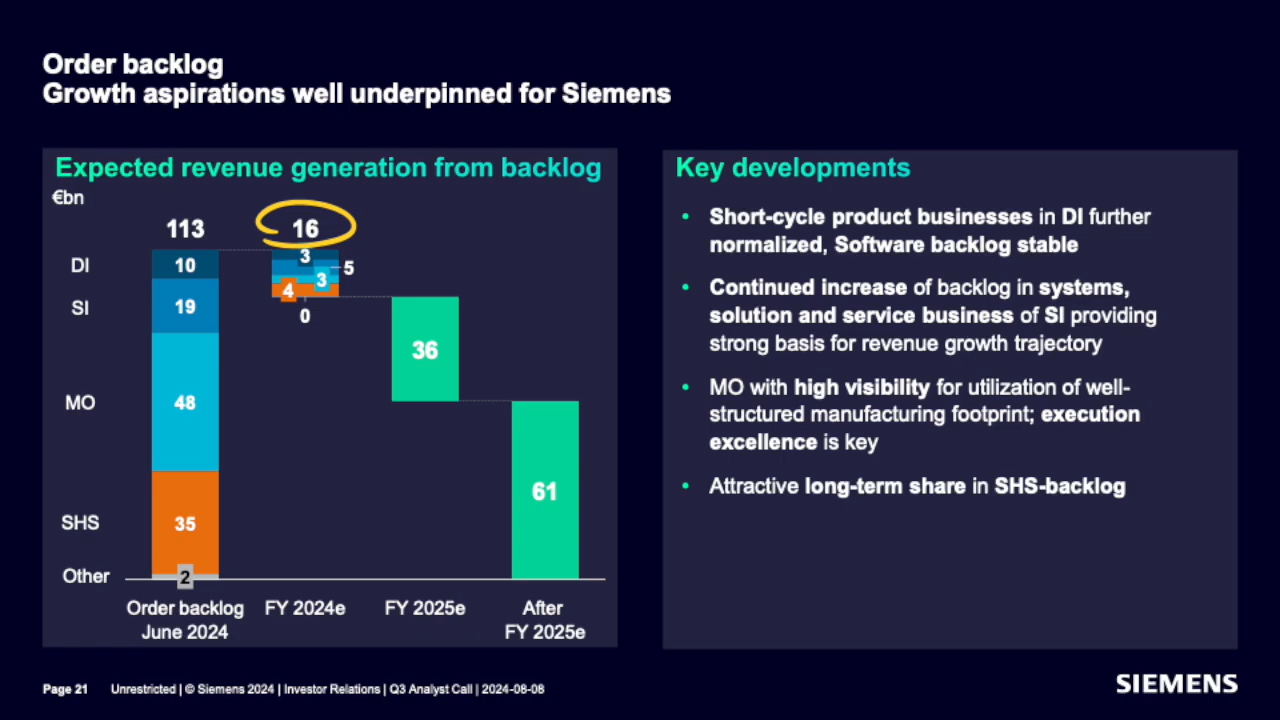 Order backlog
Growth aspirations well underpinned for Siemens
Expected revenue generation from backlog
€bn
113
16
DI
10
3
5
SI
19
3
4
0
36
MO
48
61
SHS
35
Other
2
Order backlog
June 2024
FY 2024e
FY 2025e
After
FY 2025e
Key developments
• Short-cycle product businesses in DI further
normalized, Software backlog stable
• Continued increase of backlog in systems,
solution and service business of SI providing
strong basis for revenue growth trajectory
• MO with high visibility for utilization of well-
structured manufacturing footprint; execution
excellence is key
• Attractive long-term share in SHS-backlog
Page 21 Unrestricted | © Siemens 2024 | Investor Relations | Q3 Analyst Call | 2024-08-08
SIEMENS